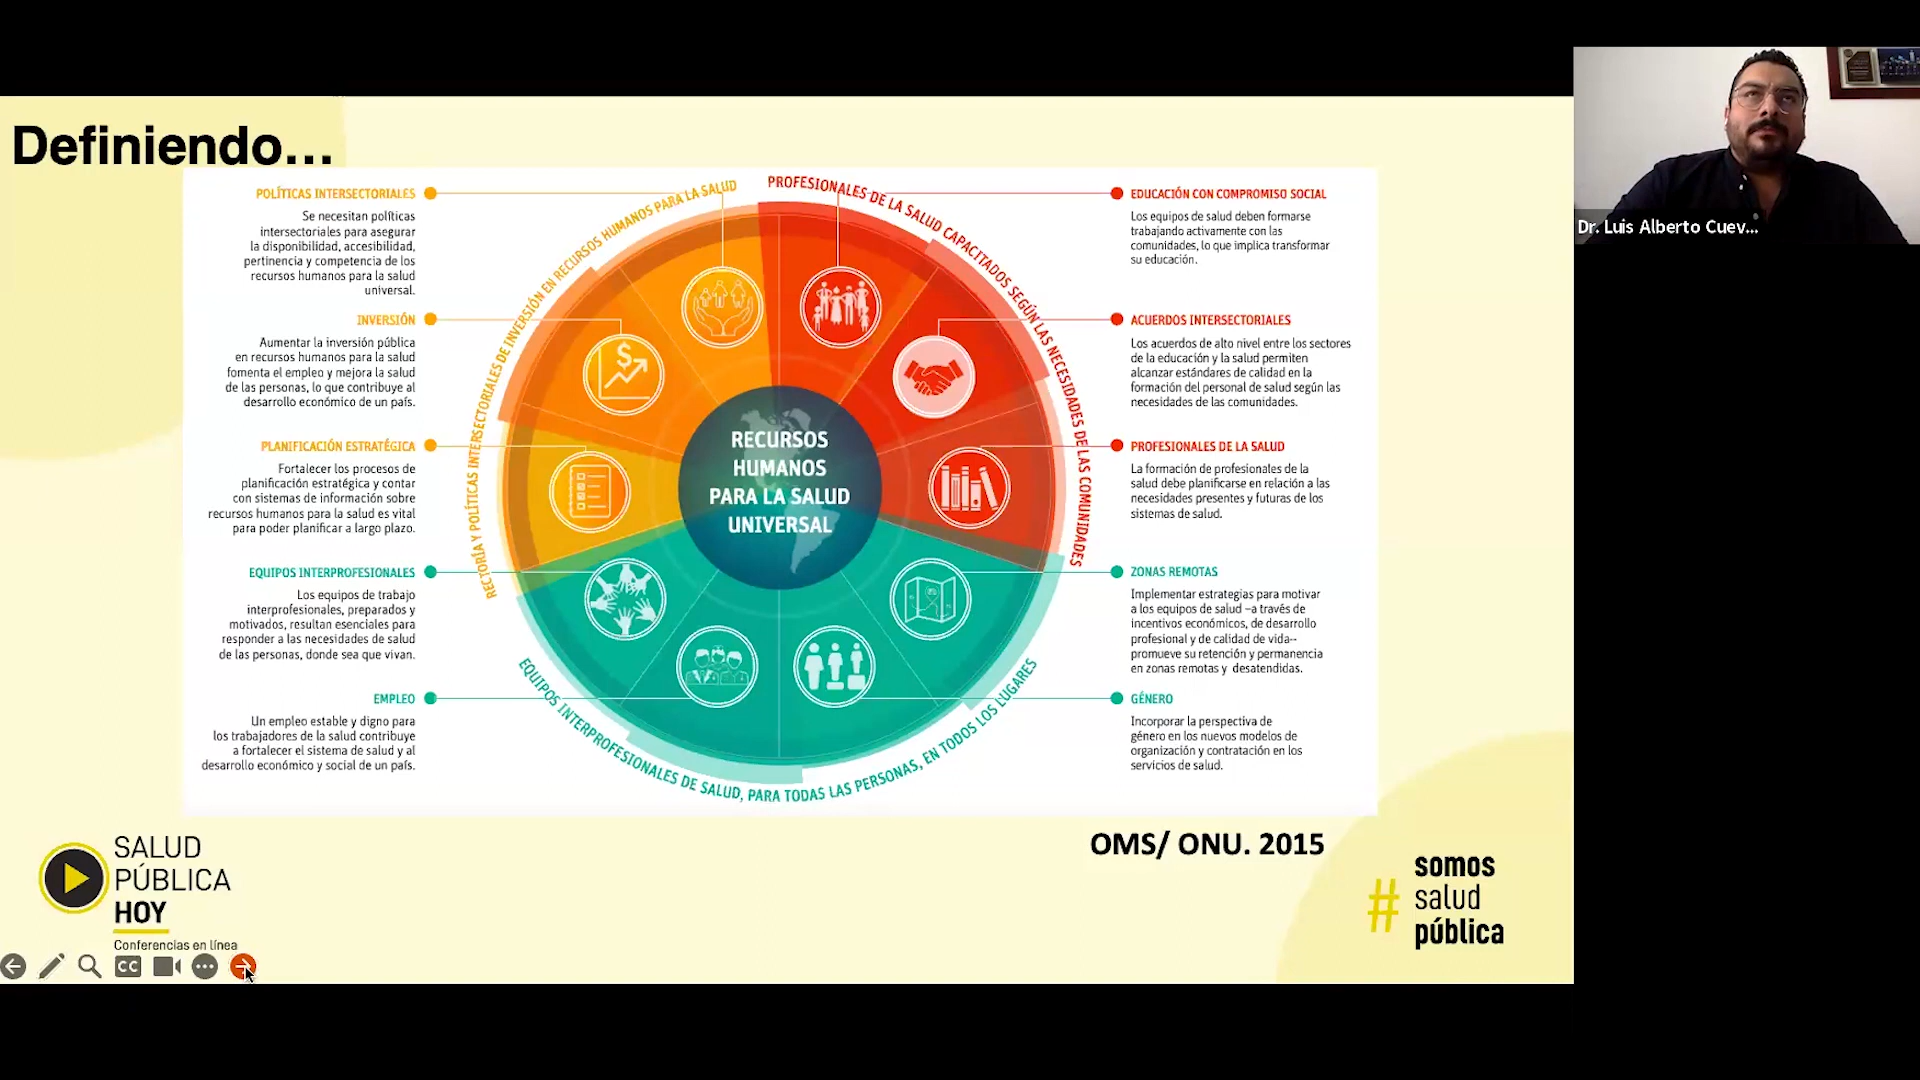 Definiendo...
POLÍTICAS INTERSECTORIALES
Se necesitan políticas
intersectoriales para asegurar
la disponibilidad, accesibilidad,
pertinencia y competencia de los
recursos humanos para la salud
universal.
INVERSIÓN
Aumentar la inversión pública
en recursos humanos para la salud
fomenta el empleo y mejora la salud
de las personas, lo que contribuye al
desarrollo económico de un país.
PLANIFICACIÓN ESTRATÉGICA
Fortalecer los procesos de
planificación estratégica y contar
con sistemas de información sobre
recursos humanos para la salud es vital
para poder planificar a largo plazo.
EQUIPOS INTERPROFESIONALES
Los equipos de trabajo
interprofesionales, preparados y
motivados, resultan esenciales para
responder a las necesidades de salud
de las personas, donde sea que vivan.
EMPLEO
Un empleo estable y digno para
los trabajadores de la salud contribuye
a fortalecer el sistema de salud y al
desarrollo económico y social de un país.
RECTORÍA Y POLÍTICAS INTERSECTORIALES DE INVERSIÓN EN RECURSOS HUMANOS PARA LA SALUD
PROFESIONALES DE LA SALUD CAPACITADOS SEGÚN LAS NECESIDADES DE LAS COMUNIDADES
EQUIPOS INTERPROFESIONALES DE SALUD, PARA TODAS LAS PERSONAS, EN TODOS LOS LUGARES
RECURSOS
HUMANOS
PARA LA SALUD
UNIVERSAL
$
EDUCACIÓN CON COMPROMISO SOCIAL
Los equipos de salud deben formarse
trabajando activamente con las
comunidades, lo que implica transformar
su educación.
ACUERDOS INTERSECTORIALES
Los acuerdos de alto nivel entre los sectores
de la educación y la salud permiten
alcanzar estándares de calidad en la
formación del personal de salud según las
necesidades de las comunidades.
PROFESIONALES DE LA SALUD
La formación de profesionales de la
salud debe planificarse en relación a las
necesidades presentes y futuras de los
sistemas de salud.
ZONAS REMOTAS
Implementar estrategias para motivar
a los equipos de salud –a través de
incentivos económicos, de desarrollo
profesional y de calidad de vida--
promueve su retención y permanencia
en zonas remotas y desatendidas.
GÉNERO
Incorporar la perspectiva de
género en los nuevos modelos de
organización y contratación en los
servicios de salud.
OMS/ ONU. 2015
SALUD
PÚBLICA
HOY
Conferencias en línea
CC
#
somos
salud
pública
Dr. Luis Alberto Cuev...